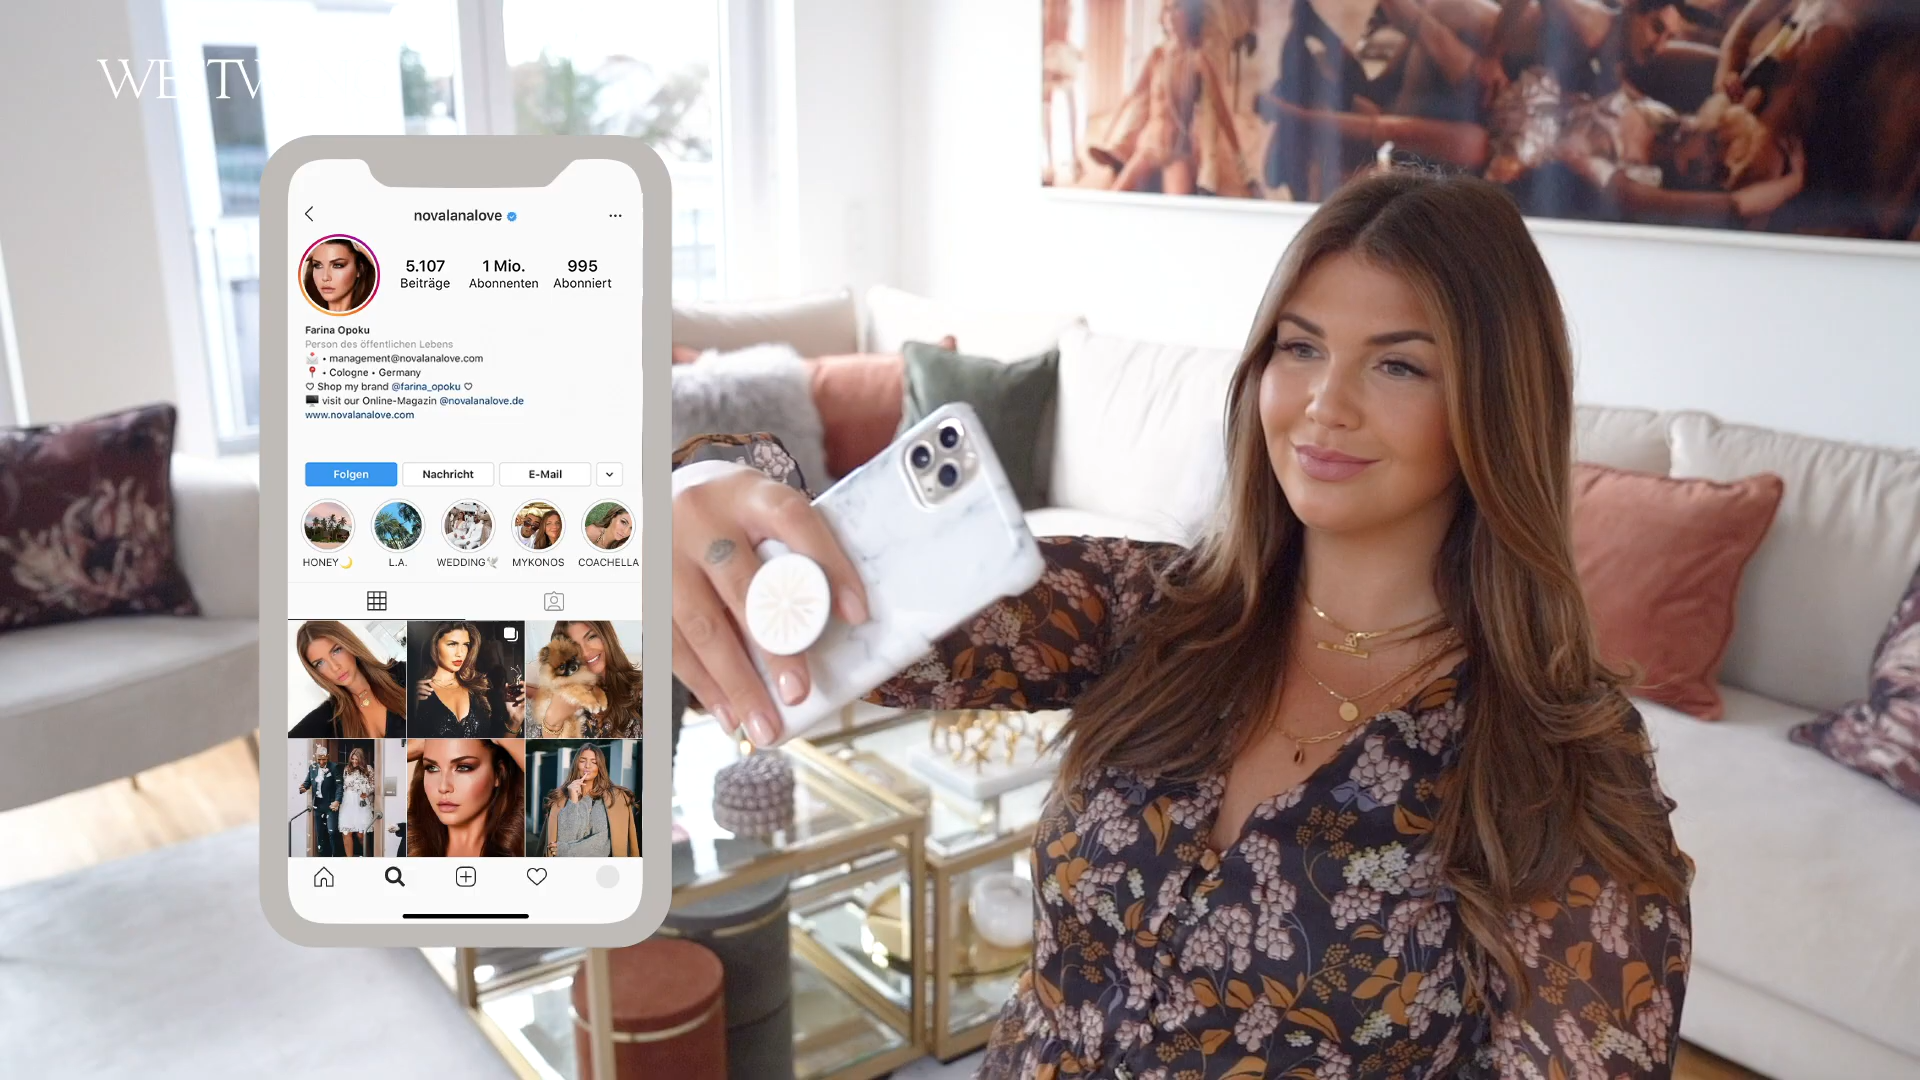 WE TW
novalanalove
5.107 1 Mio. 995
Beiträge Abonnenten Abonniert
Farina Opoku
Person des öffentlichen Lebens
• management@novalanalove.com
• Cologne • Germany
♡ Shop my brand @farina_opoku ♡
visit our Online-Magazin @novalanalove.de
www.novalanalove.com
Folgen Nachricht E-Mail
HONEY🌙 L.A. WEDDING🕊 MYKONOS COACHELLA